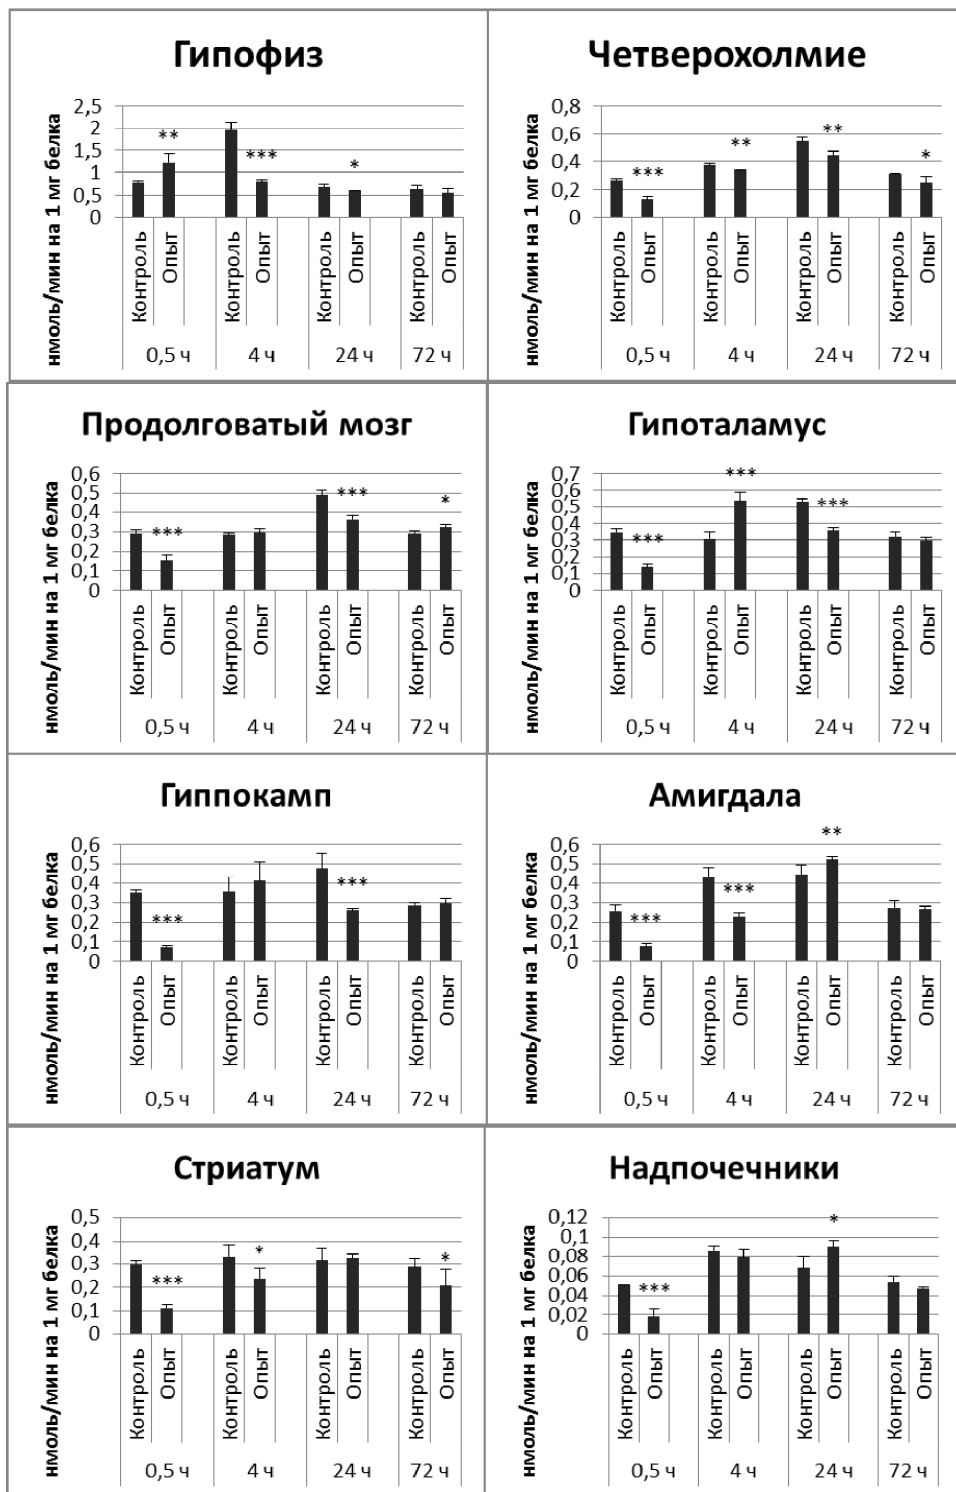 Гипофиз
нмоль/мин на 1 мг белка
2,5
2
1,5
1
0,5
0
** *** *
Контроль Опыт Контроль Опыт Контроль Опыт Контроль Опыт
0,5 ч 4 ч 24 ч 72 ч
Четверохолмие
нмоль/мин на 1 мг белка
0,8
0,6
0,4
0,2
0
*** ** ** *
Контроль Опыт Контроль Опыт Контроль Опыт Контроль Опыт
0,5 ч 4 ч 24 ч 72 ч
Продолговатый мозг
нмоль/мин на 1 мг белка
0,6
0,5
0,4
0,3
0,2
0,1
0
*** *** *
Контроль Опыт Контроль Опыт Контроль Опыт Контроль Опыт
0,5 ч 4 ч 24 ч 72 ч
Гипоталамус
нмоль/мин на 1 мг белка
0,7
0,6
0,5
0,4
0,3
0,2
0,1
0
*** *** ***
Контроль Опыт Контроль Опыт Контроль Опыт Контроль Опыт
0,5 ч 4 ч 24 ч 72 ч
Гиппокамп
нмоль/мин на 1 мг белка
0,6
0,5
0,4
0,3
0,2
0,1
0
*** ***
Контроль Опыт Контроль Опыт Контроль Опыт Контроль Опыт
0,5 ч 4 ч 24 ч 72 ч
Амигдала
нмоль/мин на 1 мг белка
0,6
0,5
0,4
0,3
0,2
0,1
0
*** *** **
Контроль Опыт Контроль Опыт Контроль Опыт Контроль Опыт
0,5 ч 4 ч 24 ч 72 ч
Стриатум
нмоль/мин на 1 мг белка
0,5
0,4
0,3
0,2
0,1
0
*** * *
Контроль Опыт Контроль Опыт Контроль Опыт Контроль Опыт
0,5 ч 4 ч 24 ч 72 ч
Надпочечники
нмоль/мин на 1 мг белка
0,12
0,1
0,08
0,06
0,04
0,02
0
*** *
Контроль Опыт Контроль Опыт Контроль Опыт Контроль Опыт
0,5 ч 4 ч 24 ч 72 ч